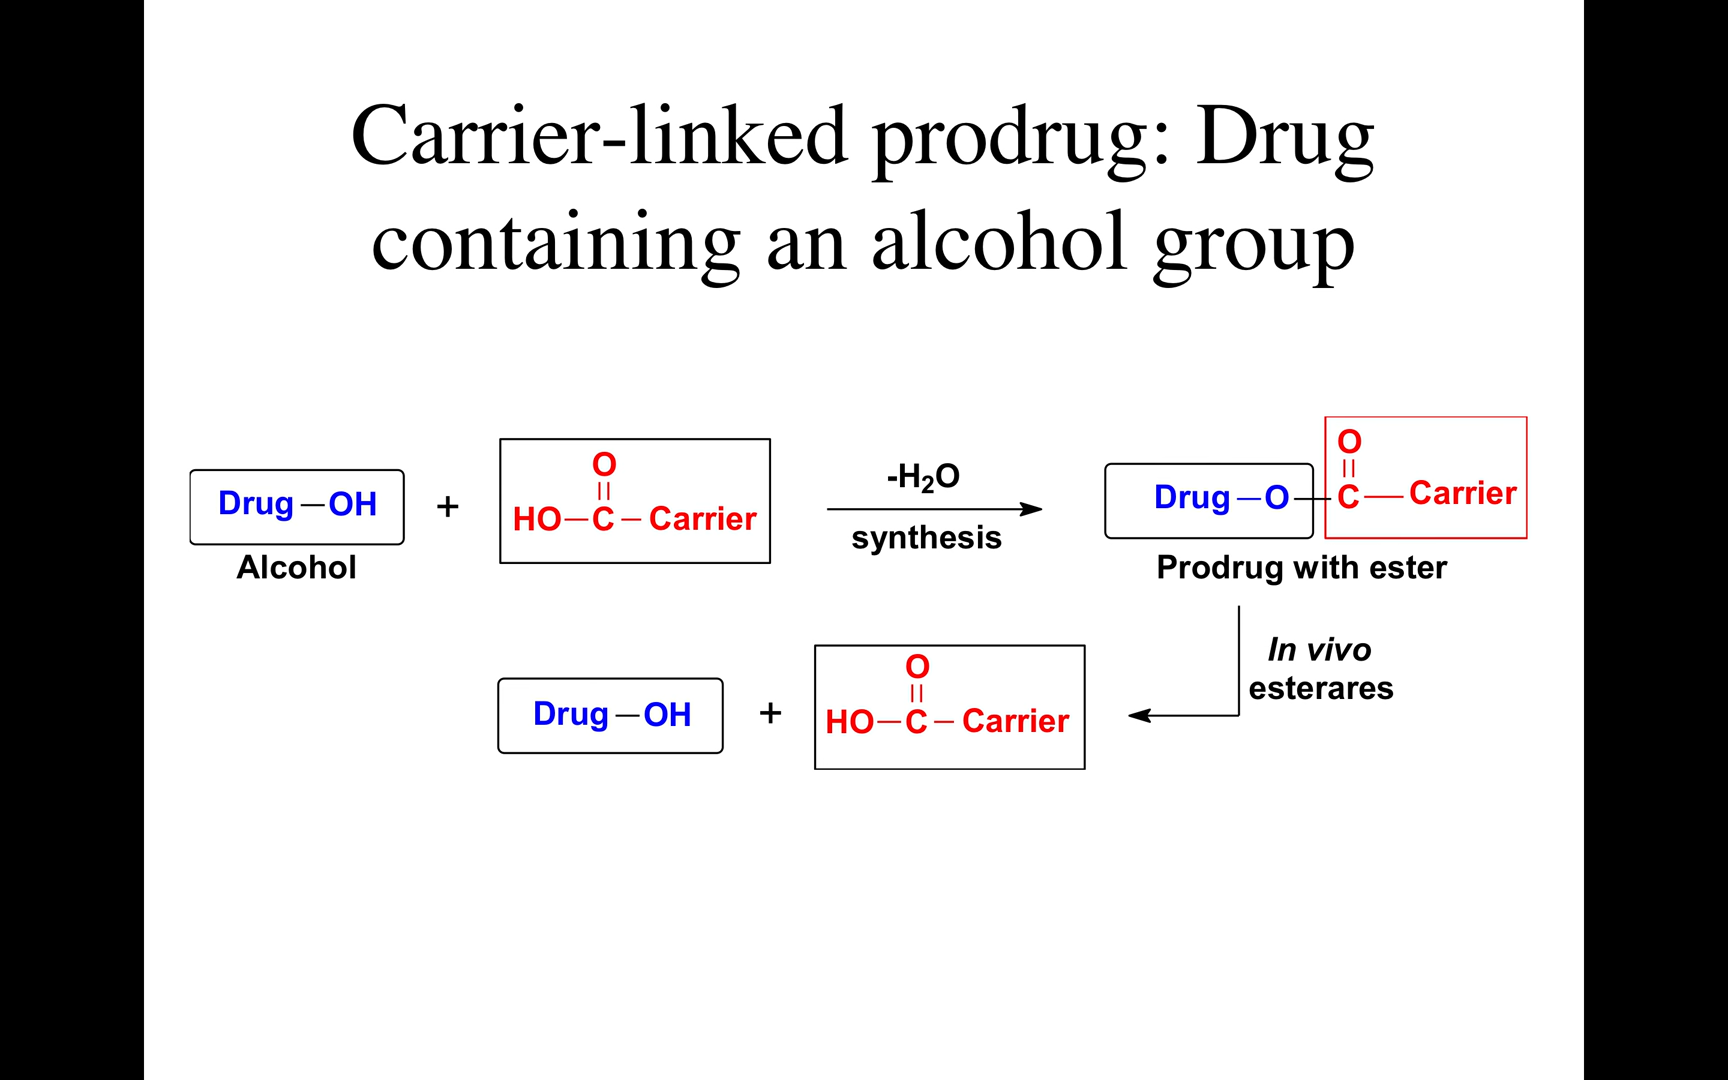 Carrier-linked prodrug: Drug
containing an alcohol group
O
O
-H₂O
Drug—OH + HO—C—Carrier
Drug—O—C—Carrier
synthesis
Alcohol
Prodrug with ester
In vivo
O
esterares
Drug—OH + HO—C—Carrier